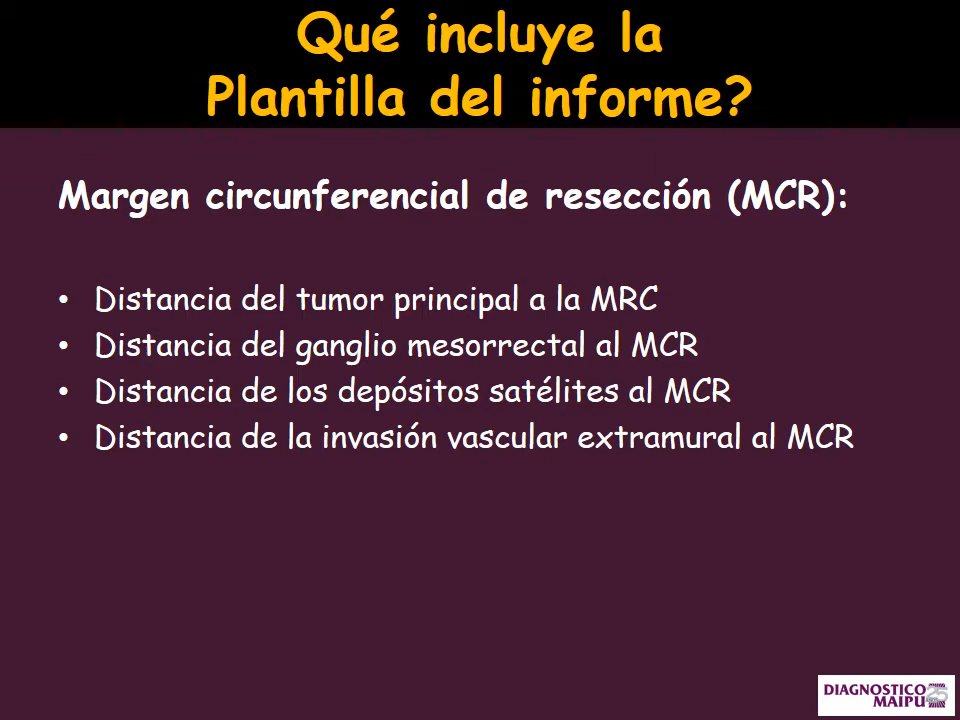 Qué incluye la
Plantilla del informe?
Margen circunferencial de resección (MCR):
• Distancia del tumor principal a la MRC
• Distancia del ganglio mesorrectal al MCR
• Distancia de los depósitos satélites al MCR
• Distancia de la invasión vascular extramural al MCR
DIAGNOSTICO
MAIPU 25